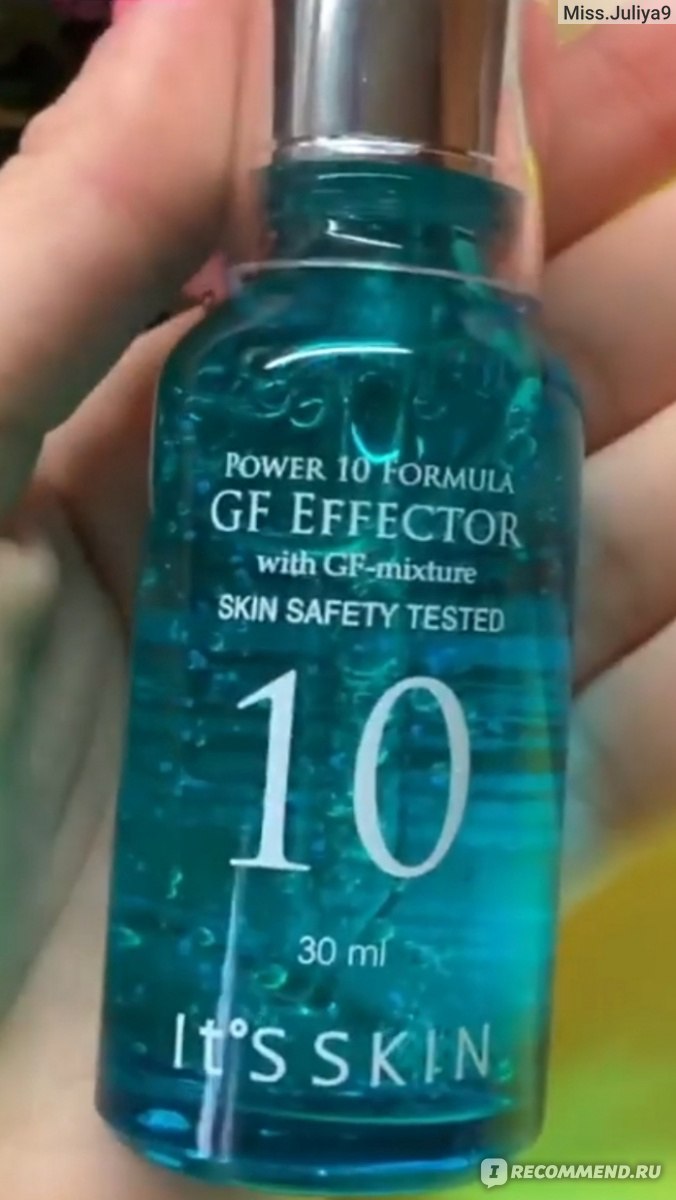 Miss.Juliya9
POWER 10 FORMULA
GF EFFECTOR
with GF-mixture
SKIN SAFETY TESTED
10
30 ml
It°S SKIN
IRECOMMEND.RU